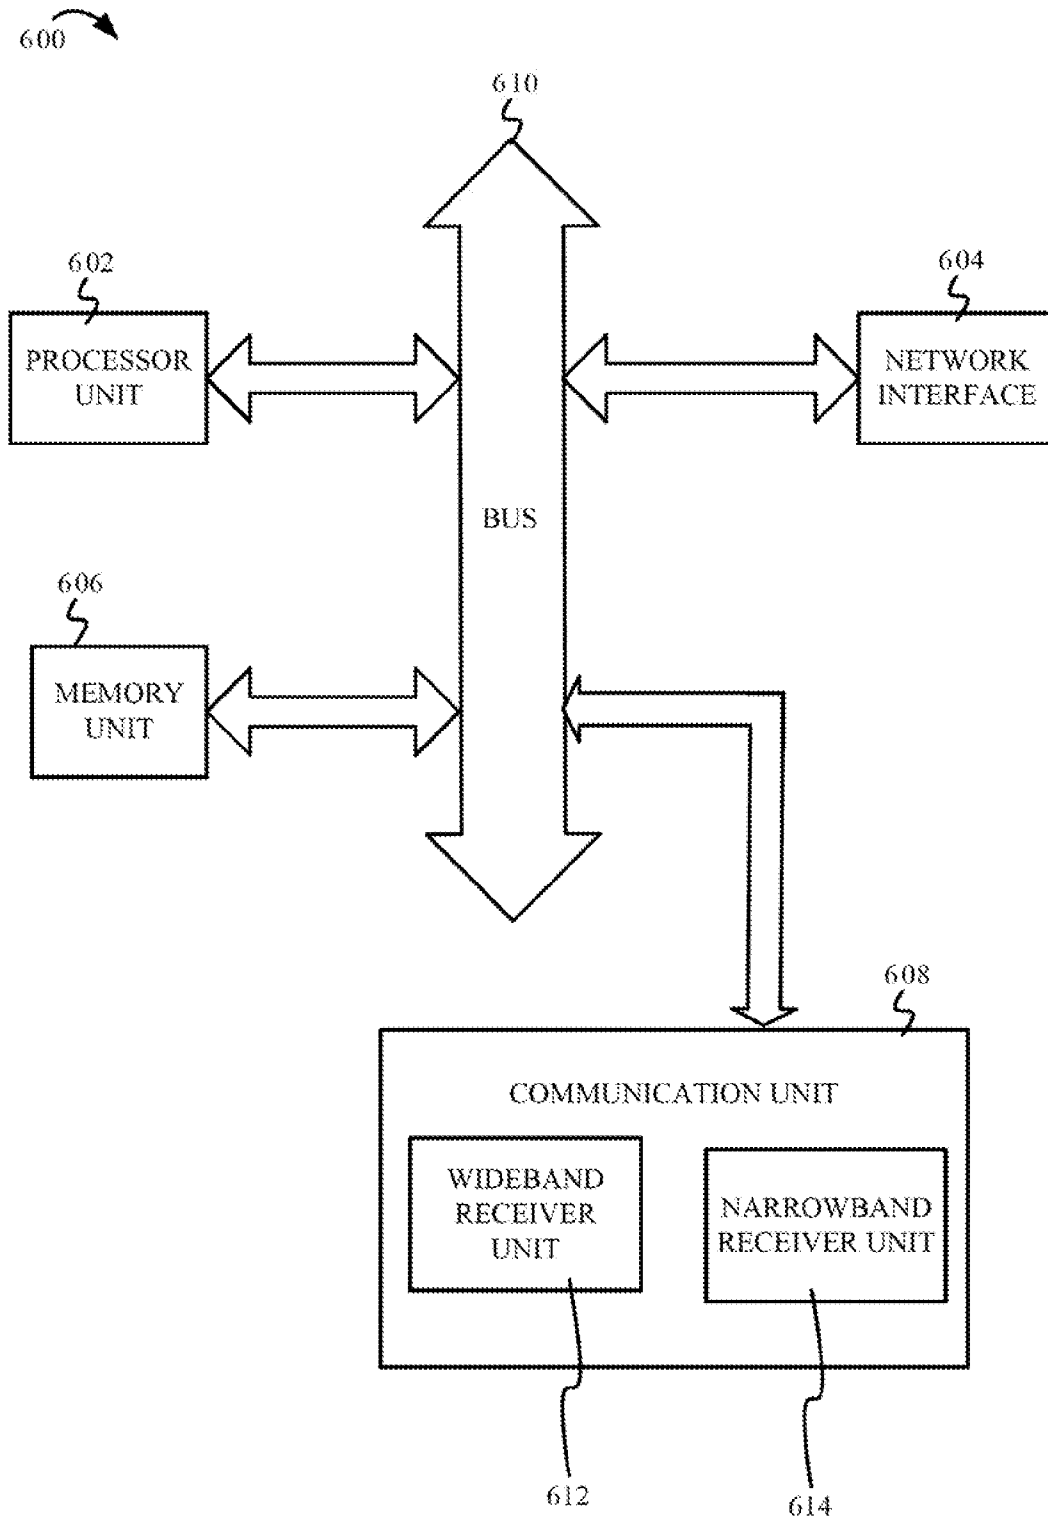 600
610
602
604
PROCESSOR
UNIT
NETWORK
INTERFACE
BUS
606
MEMORY
UNIT
608
COMMUNICATION UNIT
WIDEBAND
RECEIVER
UNIT
NARROWBAND
RECEIVER UNIT
612
614